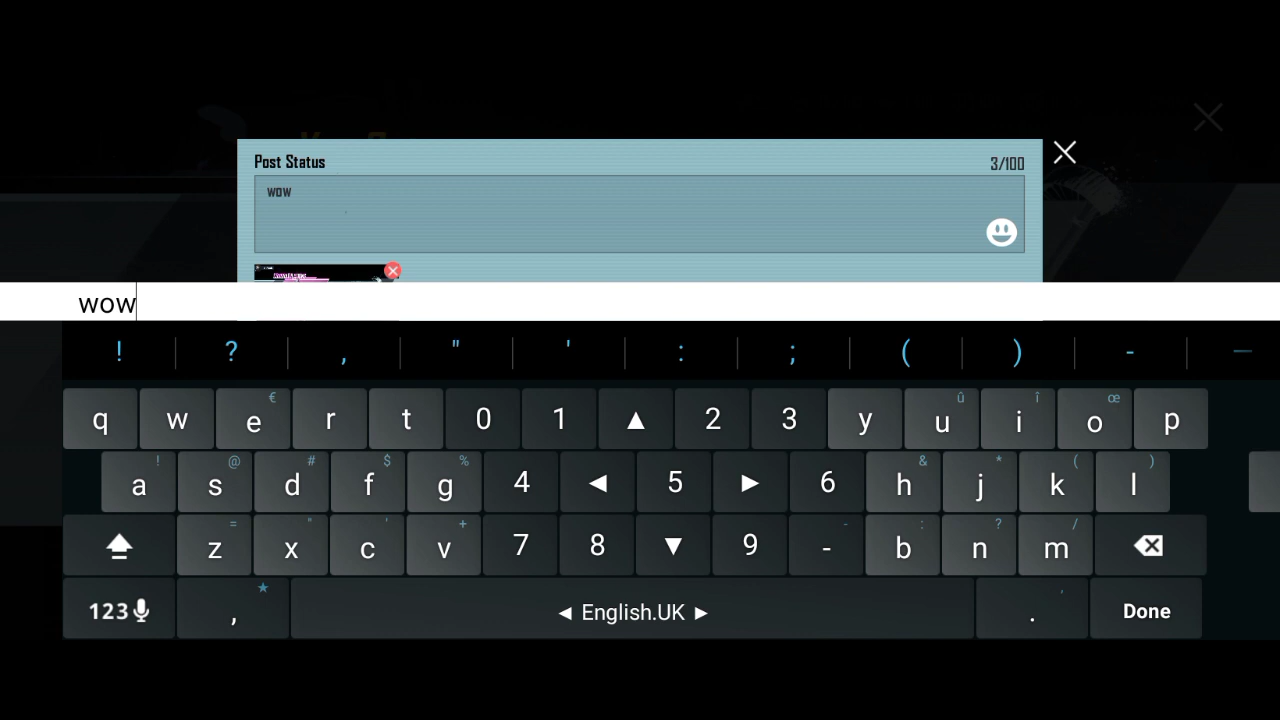 Post Status
3/100
wow
wow
! ? , " ' : ; ( ) - —
€ û î œ
q w e r t 0 1 ▲ 2 3 y u i o p
! @ # $ % & * ( )
a s d f g 4 ◄ 5 ► 6 h j k l
= " ' + - : ? /
z x c v 7 8 ▼ 9 - b n m
★ '
123 , ◄ English.UK ► . Done